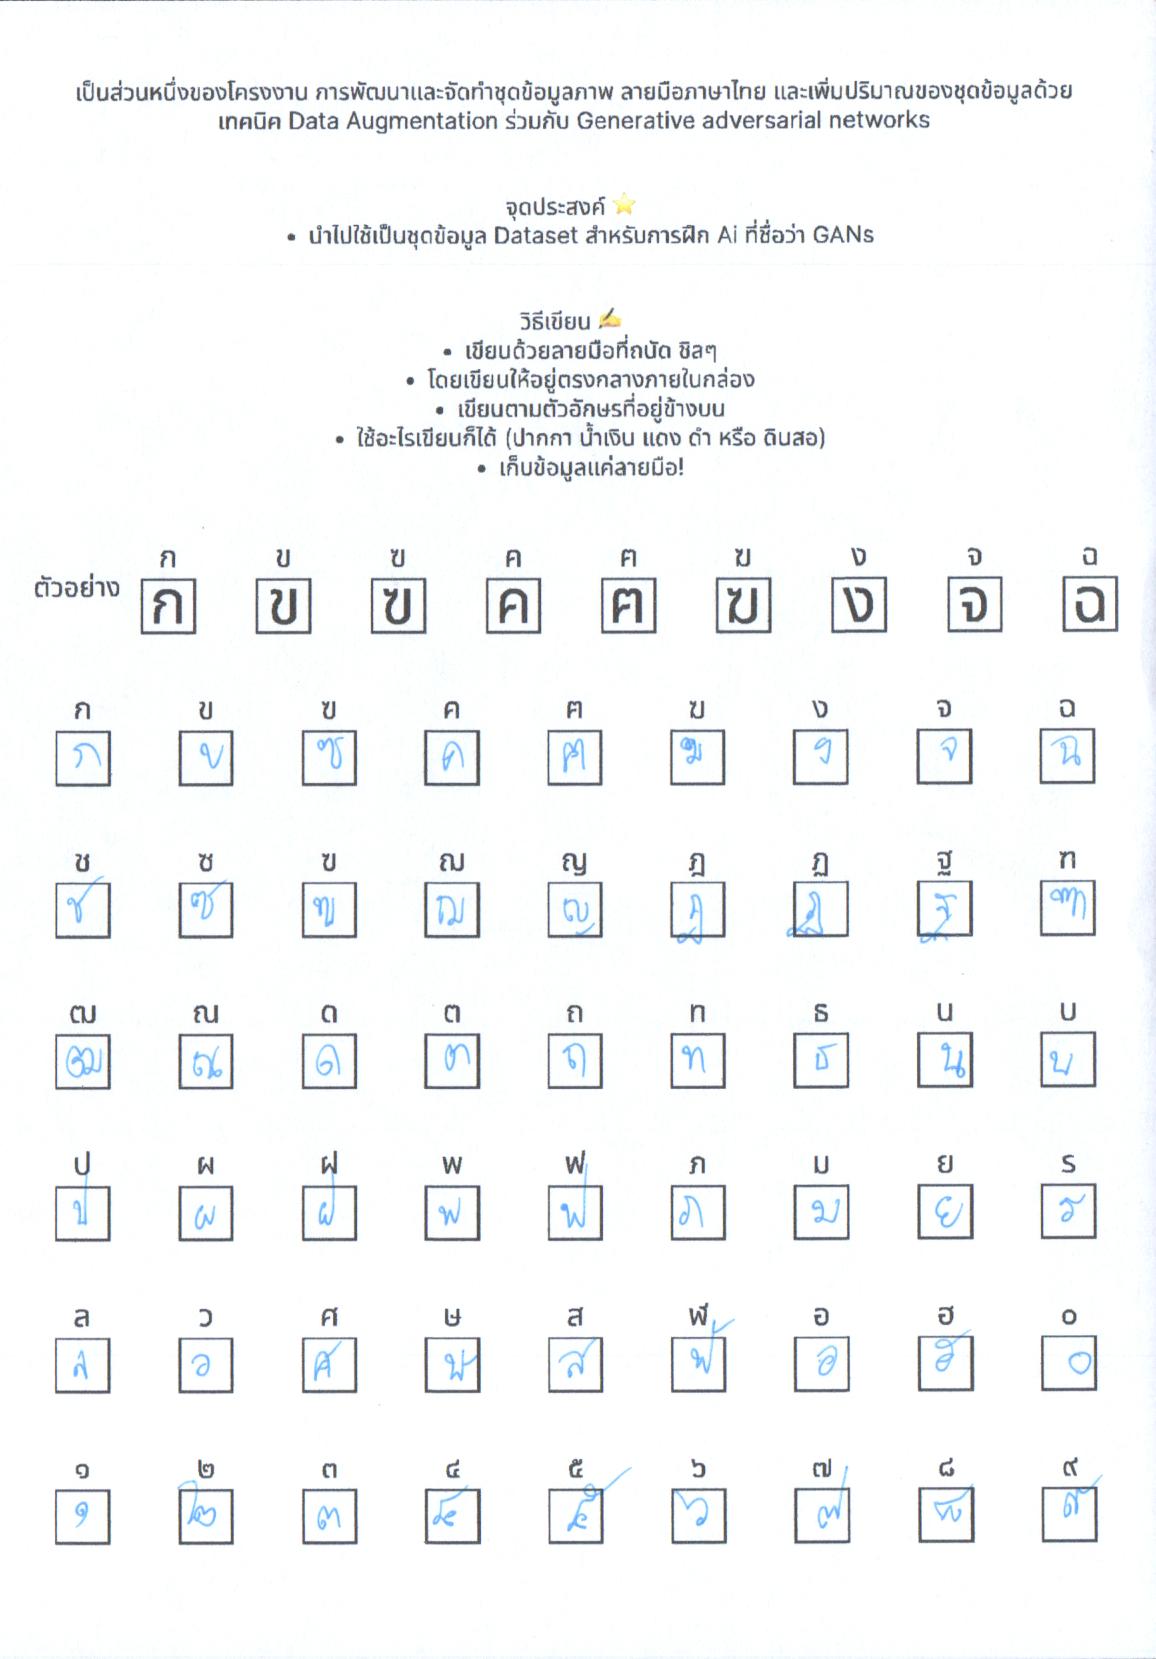 เป็นส่วนหนึ่งของโครงงาน การพัฒนาและจัดทำชุดข้อมูลภาพ ลายมือภาษาไทย และเพิ่มปริมาณของชุดข้อมูลด้วย
เทคนิค Data Augmentation ร่วมกับ Generative adversarial networks
จุดประสงค์ ⭐
• นำไปใช้เป็นชุดข้อมูล Dataset สำหรับการฝึก Ai ที่ชื่อว่า GANs
วิธีเขียน ✍️
• เขียนด้วยลายมือที่ถนัด ชิลๆ
• โดยเขียนให้อยู่ตรงกลางภายในกล่อง
• เขียนตามตัวอักษรที่อยู่ข้างบน
• ใช้อะไรเขียนก็ได้ (ปากกา น้ำเงิน แดง ดำ หรือ ดินสอ)
• เก็บข้อมูลแค่ลายมือ!
ก ข ฃ ค ฅ ฆ ง จ ฉ
ตัวอย่าง ก ข ฃ ค ฅ ฆ ง จ ฉ
ก ข ฃ ค ฅ ฆ ง จ ฉ
ก ข ฃ ค ฅ ฆ ง จ ฉ
ช ซ ฃ ฌ ญ ฎ ฏ ฐ ฑ
ช ซ ฃ ฌ ญ ฎ ฏ ฐ ฑ
ฒ ณ ด ต ถ ท ธ น บ
ฒ ณ ด ต ถ ท ธ น บ
ป ผ ฝ พ ฟ ภ ม ย ร
ป ผ ฝ พ ฟ ภ ม ย ร
ล ว ศ ษ ส ฬ อ ฮ ๐
ล ว ศ ษ ส ฬ อ ฮ ๐
๑ ๒ ๓ ๔ ๕ ๖ ๗ ๘ ๙
๑ ๒ ๓ ๔ ๕ ๖ ๗ ๘ ๙